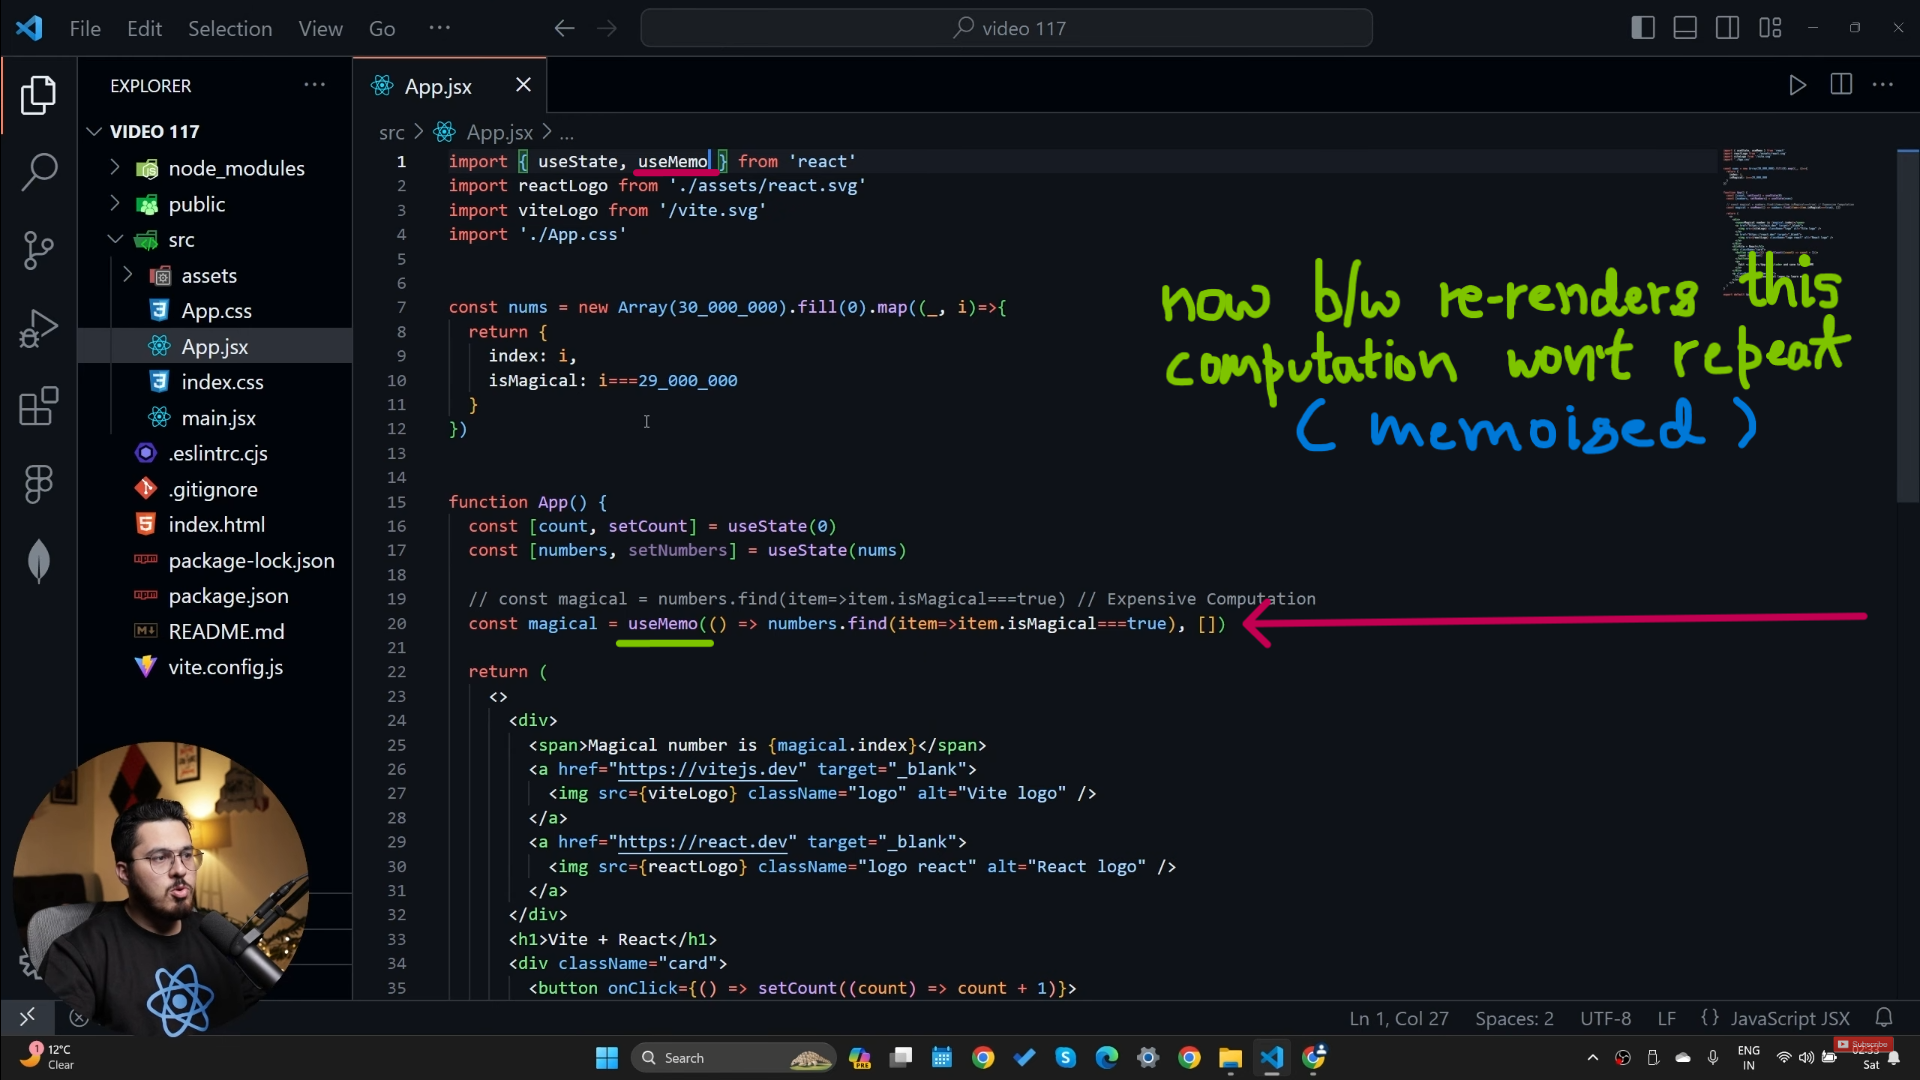 File Edit Selection View Go ···
video 117
EXPLORER ···
App.jsx
VIDEO 117
node_modules
public
src
assets
App.css
App.jsx
index.css
main.jsx
.eslintrc.cjs
.gitignore
index.html
package-lock.json
package.json
README.md
vite.config.js
src > App.jsx > ...
1 import { useState, useMemo } from 'react'
2 import reactLogo from './assets/react.svg'
3 import viteLogo from '/vite.svg'
4 import './App.css'
5
6
7 const nums = new Array(30_000_000).fill(0).map((_, i)=>{
8 return {
9 index: i,
10 isMagical: i===29_000_000
11 }
12 })
13
14
15 function App() {
16 const [count, setCount] = useState(0)
17 const [numbers, setNumbers] = useState(nums)
18
19 // const magical = numbers.find(item=>item.isMagical===true) // Expensive Computation
20 const magical = useMemo(() => numbers.find(item=>item.isMagical===true), [])
21
22 return (
23 <>
24 <div>
25 <span>Magical number is {magical.index}</span>
26 <a href="https://vitejs.dev" target="_blank">
27 <img src={viteLogo} className="logo" alt="Vite logo" />
28 </a>
29 <a href="https://react.dev" target="_blank">
30 <img src={reactLogo} className="logo react" alt="React logo" />
31 </a>
32 </div>
33 <h1>Vite + React</h1>
34 <div className="card">
35 <button onClick={() => setCount((count) => count + 1)}>
now b/w re-renders this
computation won't repeat
( memoised )
Ln 1, Col 27 Spaces: 2 UTF-8 LF {} JavaScript JSX
1
12°C
Clear
Search
PRE
ENG
IN
Subscribe
Sat